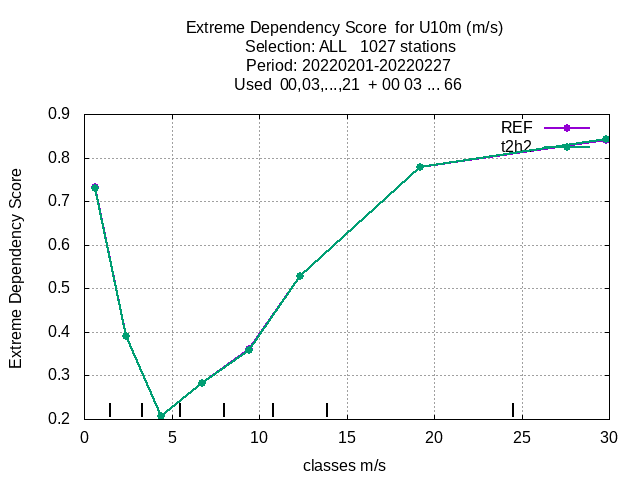 Extreme Dependency Score  for U10m (m/s)
Selection: ALL   1027 stations
Period: 20220201-20220227
Used  00,03,...,21  + 00 03 ... 66
REF
t2h2
0.9
0.8
0.7
0.6
0.5
0.4
0.3
0.2
Extreme Dependency Score
0 5 10 15 20 25 30
classes m/s